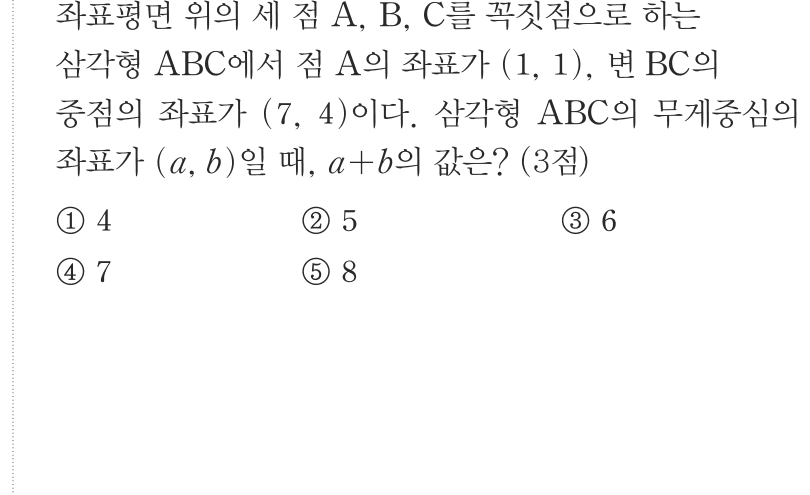 좌표평면 위의 세 점 A, B, C를 꼭짓점으로 하는
삼각형 ABC에서 점 A의 좌표가 (1, 1), 변 BC의
중점의 좌표가 (7, 4)이다. 삼각형 ABC의 무게중심의
좌표가 (a, b)일 때, a+b의 값은? (3점)
① 4 ② 5 ③ 6
④ 7 ⑤ 8